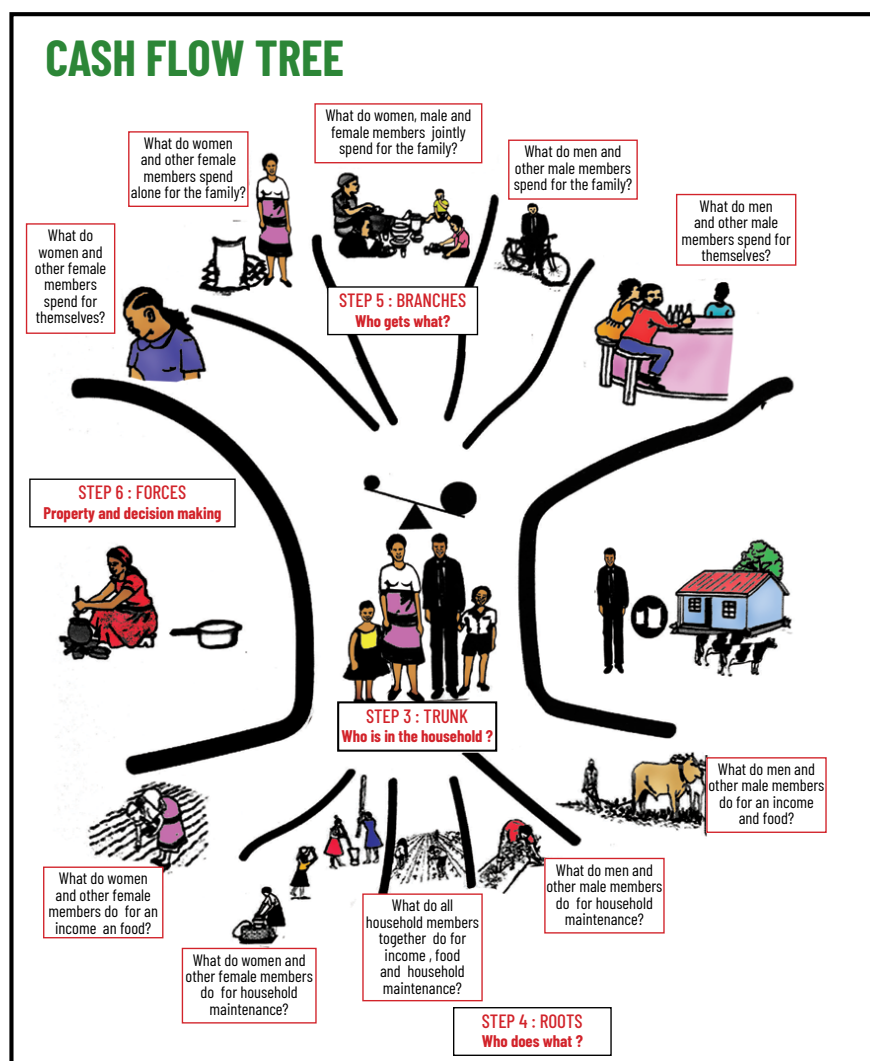 CASH FLOW TREE
What do women, male and
female members jointly
spend for the family?
What do women
and other female
members spend
alone for the family?
What do men and
other male members
spend for the family?
What do men
and other male
members spend for
themselves?
What do
women and
other female
members
spend for
themselves?
STEP 5 : BRANCHES
Who gets what?
STEP 6 : FORCES
Property and decision making
STEP 3 : TRUNK
Who is in the household ?
What do men and
other male members
do for an income
and food?
What do women
and other female
members do for an
income an food?
What do women and
other female members
do for household
maintenance?
What do all
household members
together do for
income , food
and household
maintenance?
What do men and
other male members
do for household
maintenance?
STEP 4 : ROOTS
Who does what ?